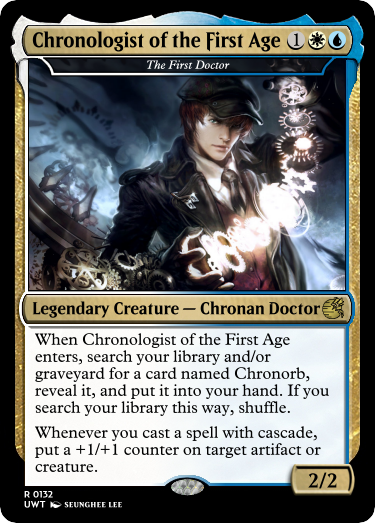 Chronologist of the First Age 1
The First Doctor
Legendary Creature — Chronan Doctor
When Chronologist of the First Age
enters, search your library and/or
graveyard for a card named Chronorb,
reveal it, and put it into your hand. If you
search your library this way, shuffle.
Whenever you cast a spell with cascade,
put a +1/+1 counter on target artifact or
creature.
2/2
R 0132
UWT SEUNGHEE LEE